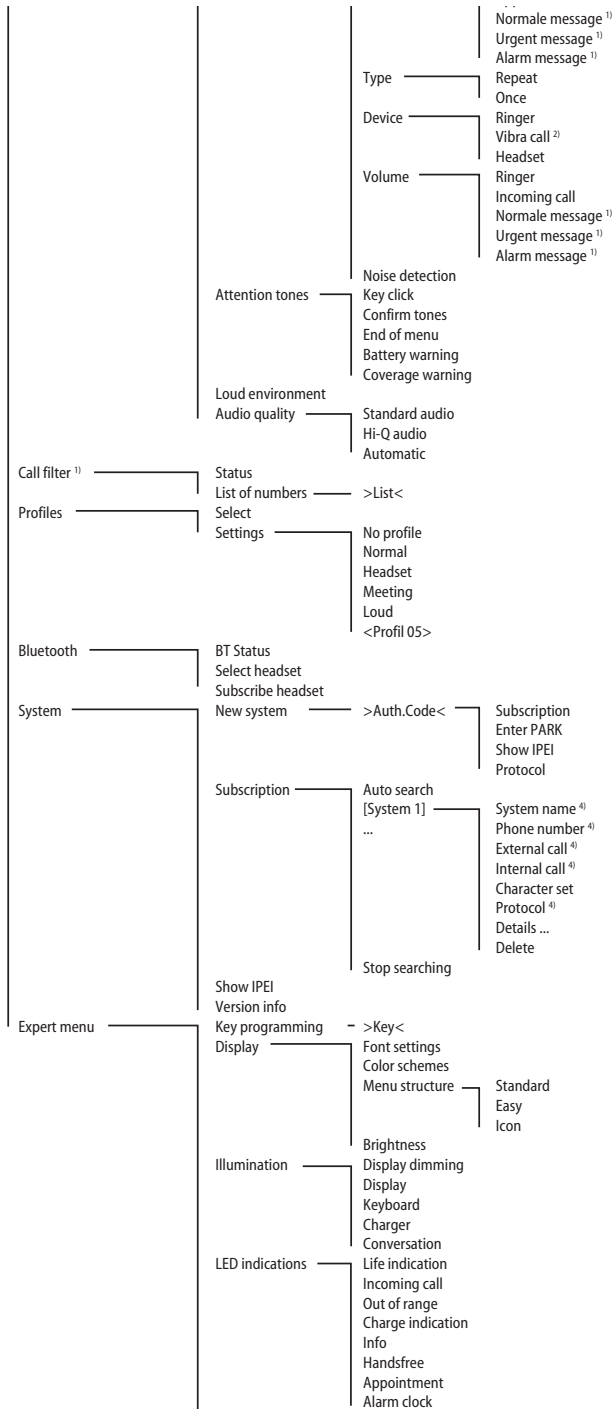 Normale message 1)
Urgent message 1)
Alarm message 1)
Type Repeat
Once
Device Ringer
Vibra call 2)
Headset
Volume Ringer
Incoming call
Normale message 1)
Urgent message 1)
Alarm message 1)
Noise detection
Attention tones Key click
Confirm tones
End of menu
Battery warning
Coverage warning
Loud environment
Audio quality Standard audio
Hi-Q audio
Automatic
Call filter 1) Status
List of numbers >List<
Profiles Select
Settings No profile
Normal
Headset
Meeting
Loud
<Profil 05>
Bluetooth BT Status
Select headset
Subscribe headset
System New system >Auth.Code< Subscription
Enter PARK
Show IPEI
Protocol
Subscription Auto search
[System 1] System name 4)
... Phone number 4)
External call 4)
Internal call 4)
Character set
Protocol 4)
Details ...
Delete
Stop searching
Show IPEI
Version info
Expert menu Key programming >Key<
Display Font settings
Color schemes
Menu structure Standard
Easy
Icon
Brightness
Illumination Display dimming
Display
Keyboard
Charger
Conversation
LED indications Life indication
Incoming call
Out of range
Charge indication
Info
Handsfree
Appointment
Alarm clock